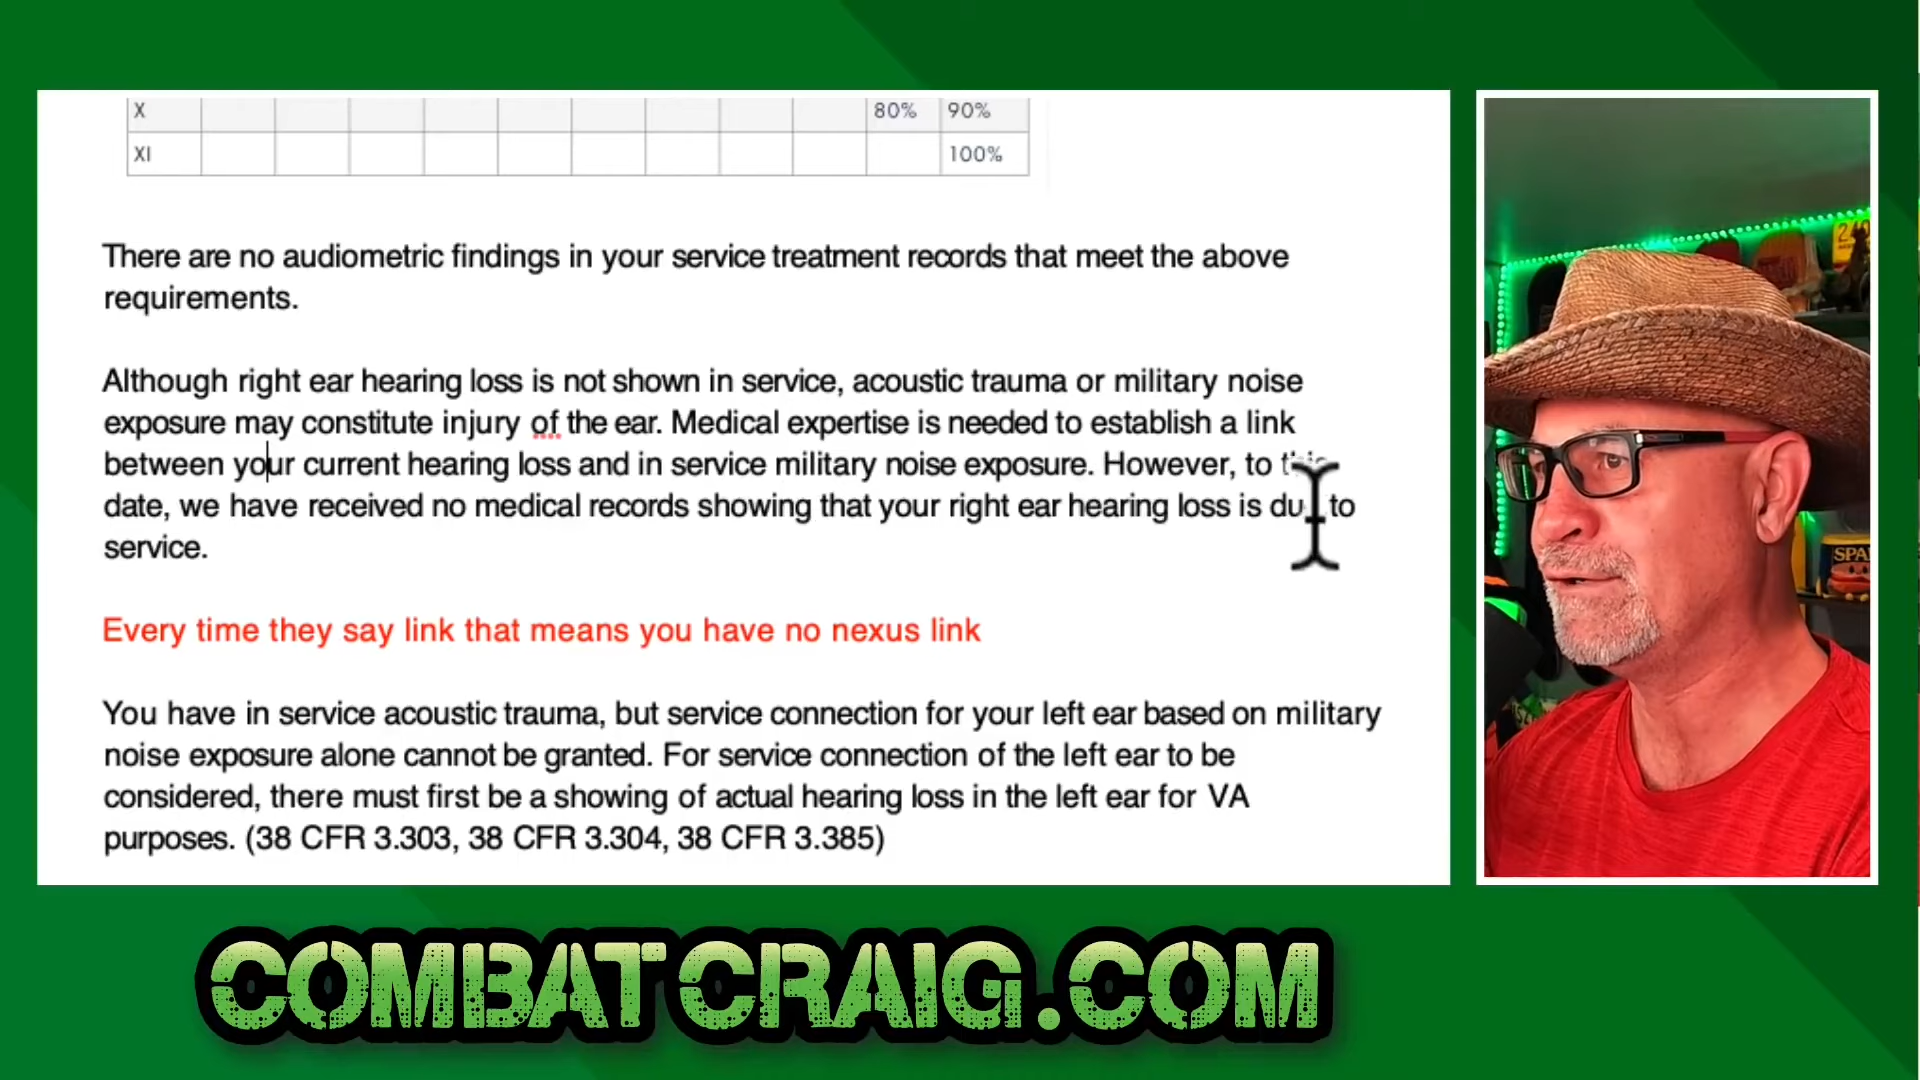 X 80% 90%
XI 100%
There are no audiometric findings in your service treatment records that meet the above
requirements.
Although right ear hearing loss is not shown in service, acoustic trauma or military noise
exposure may constitute injury of the ear. Medical expertise is needed to establish a link
between your current hearing loss and in service military noise exposure. However, to this
date, we have received no medical records showing that your right ear hearing loss is due to
service.
Every time they say link that means you have no nexus link
You have in service acoustic trauma, but service connection for your left ear based on military
noise exposure alone cannot be granted. For service connection of the left ear to be
considered, there must first be a showing of actual hearing loss in the left ear for VA
purposes. (38 CFR 3.303, 38 CFR 3.304, 38 CFR 3.385)
SPA
COMBATCRAIG.COM